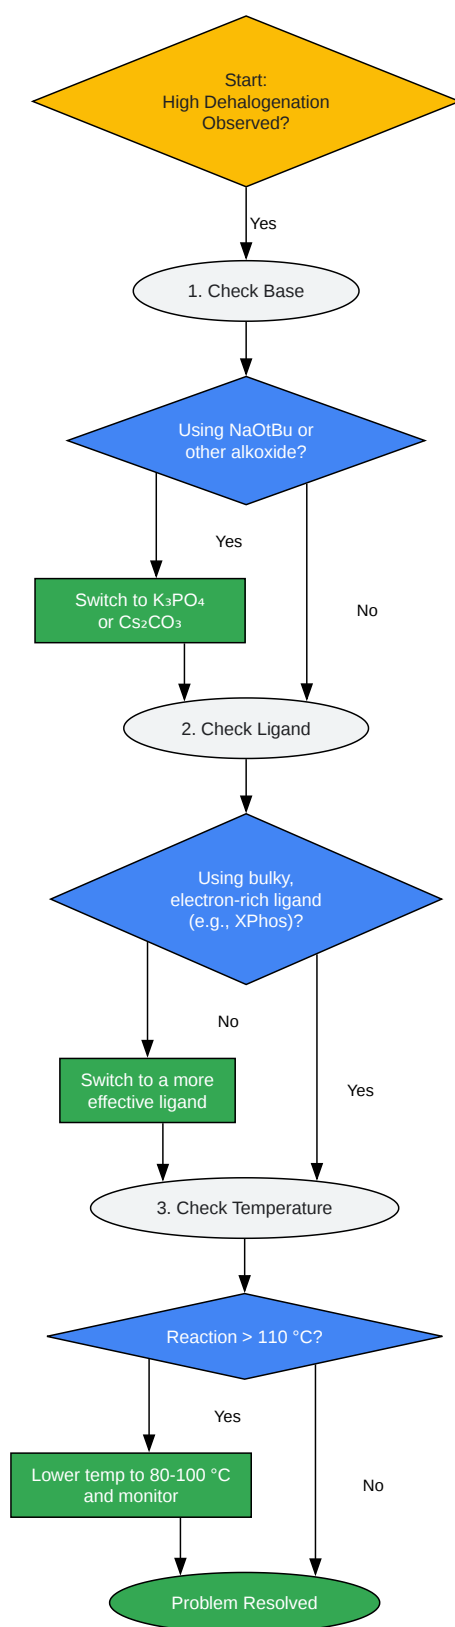 Start:
High Dehalogenation
Observed?
Yes
1. Check Base
Using NaOtBu or
other alkoxide?
Yes
Switch to K₃PO₄
or Cs₂CO₃
No
2. Check Ligand
Using bulky,
electron-rich ligand
(e.g., XPhos)?
No
Switch to a more
effective ligand
Yes
3. Check Temperature
Reaction > 110 °C?
Yes
Lower temp to 80-100 °C
and monitor
No
Problem Resolved